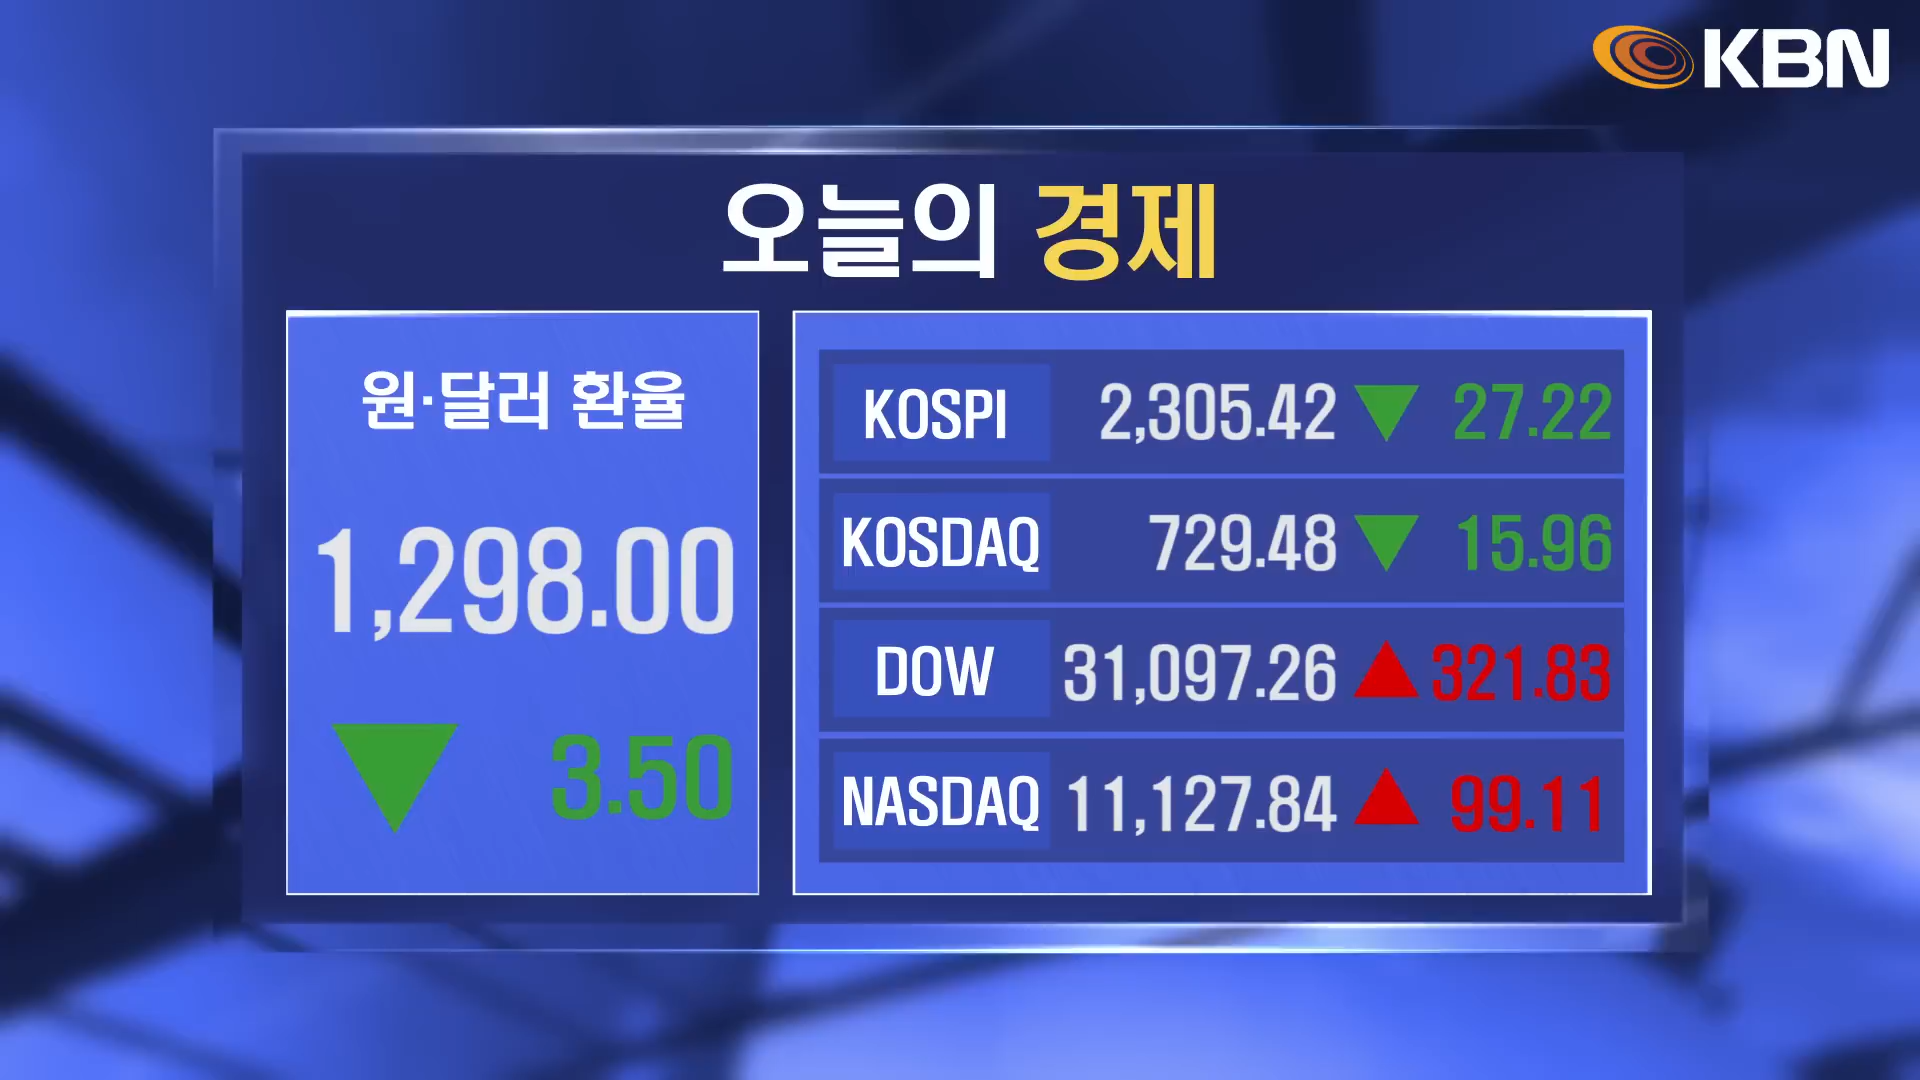 KBN
오늘의 경제
원·달러 환율
1,298.00
▼ 3.50
KOSPI 2,305.42 ▼ 27.22
KOSDAQ 729.48 ▼ 15.96
DOW 31,097.26 ▲ 321.83
NASDAQ 11,127.84 ▲ 99.11